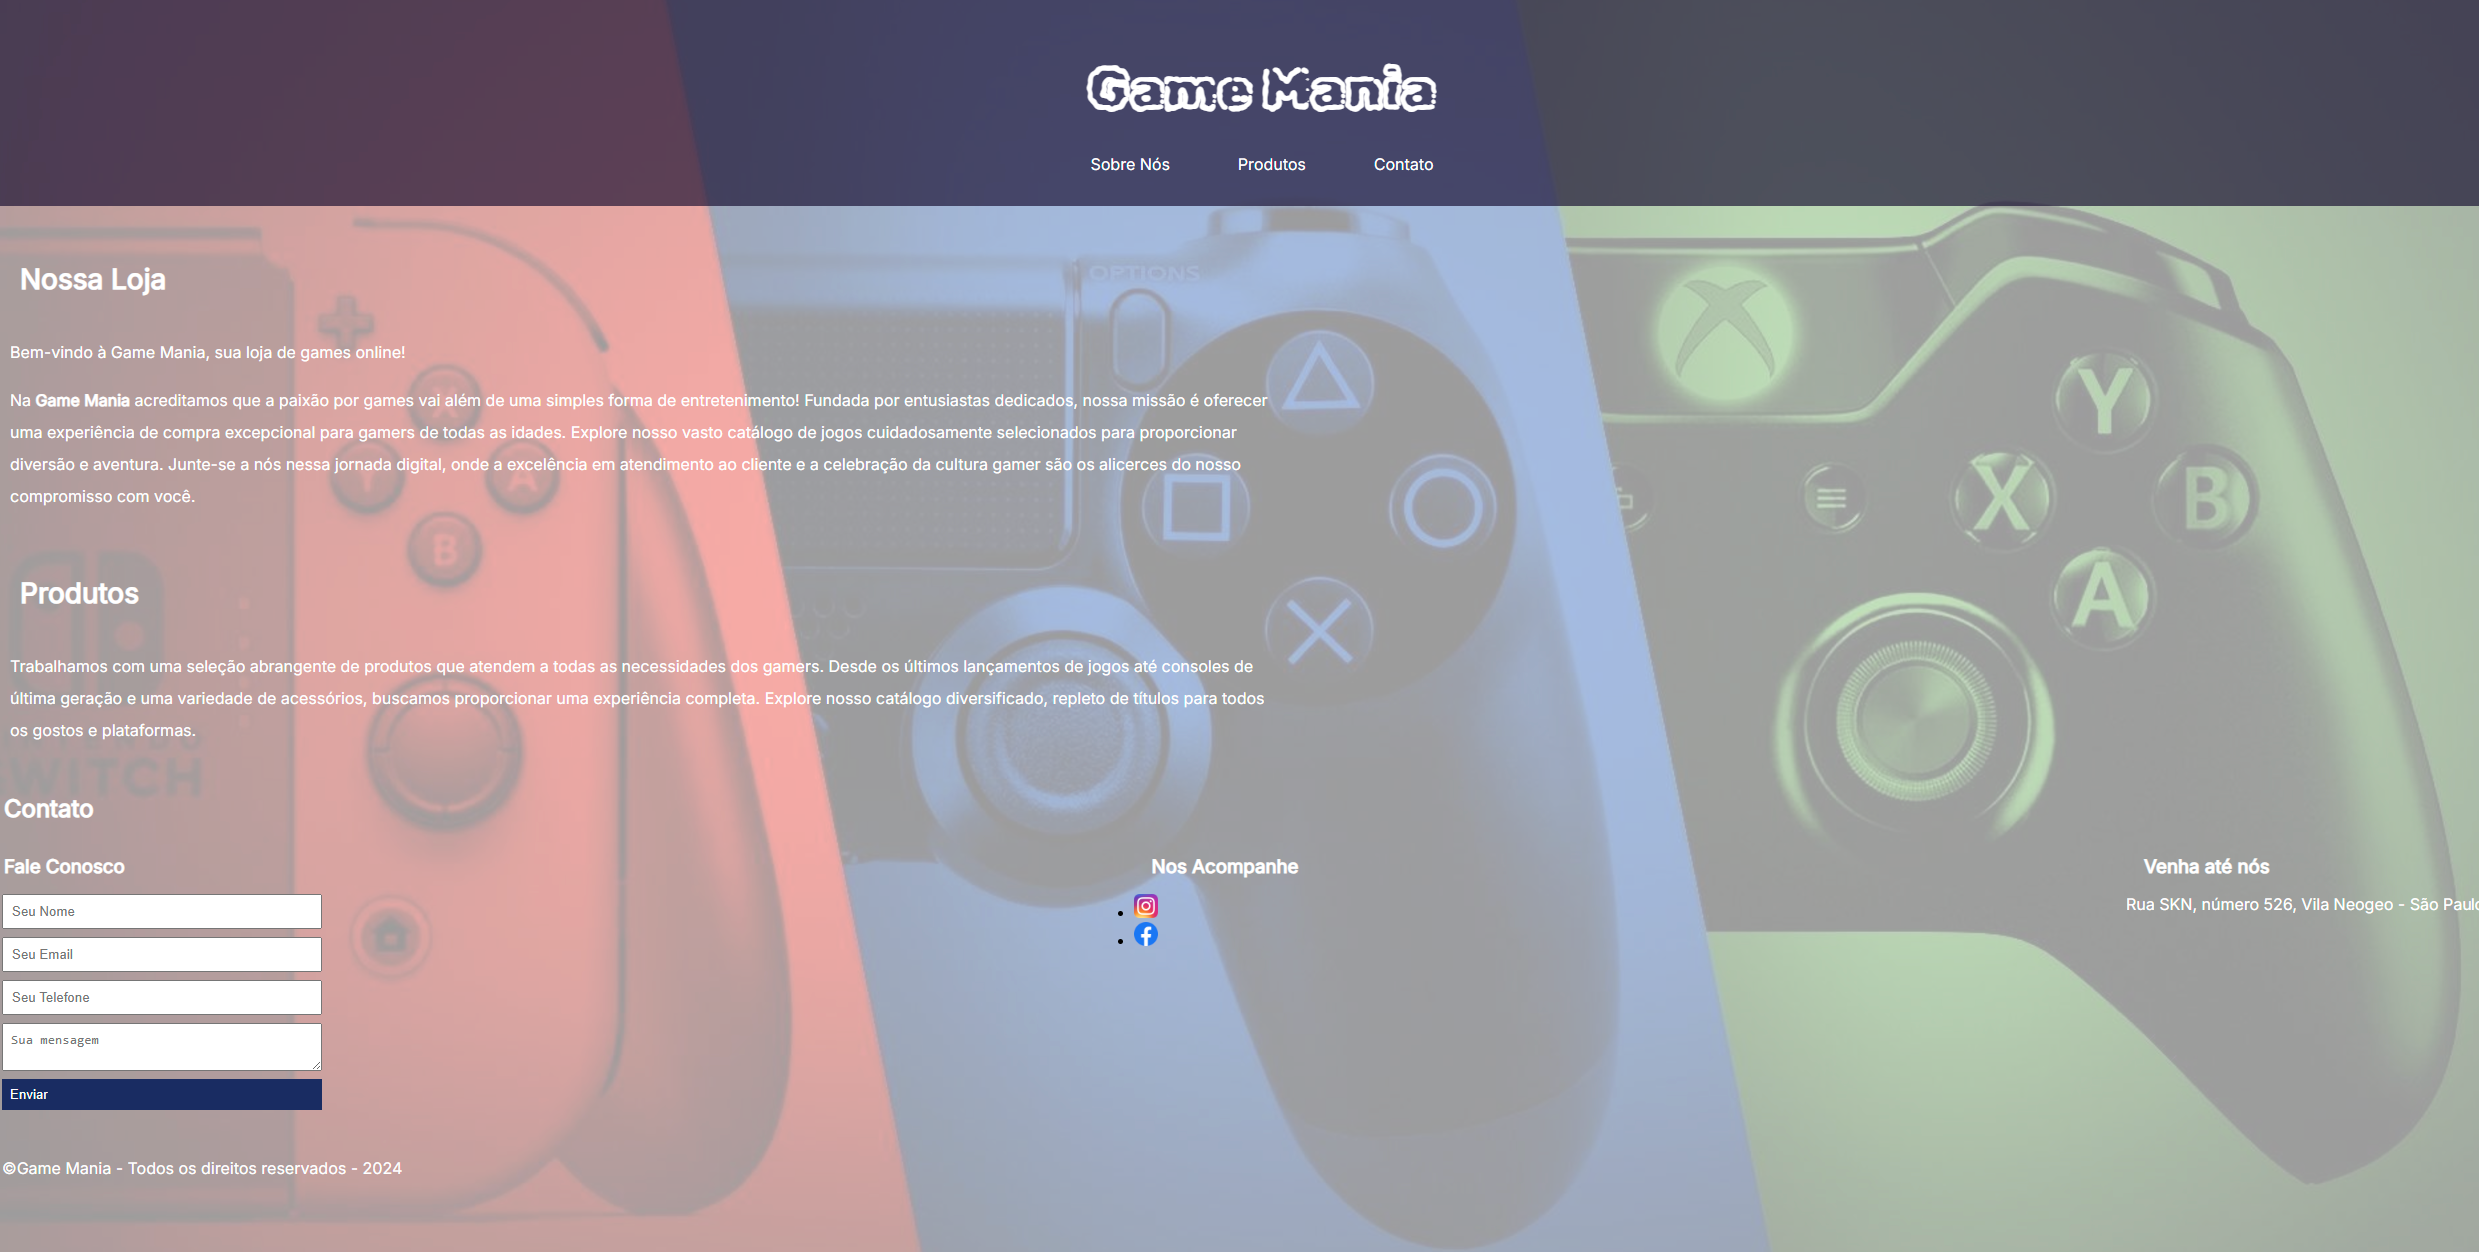 Game Mania
Sobre Nós Produtos Contato
OPTIONS
Nossa Loja
Bem-vindo à Game Mania, sua loja de games online!
Na Game Mania acreditamos que a paixão por games vai além de uma simples forma de entretenimento! Fundada por entusiastas dedicados, nossa missão é oferecer
uma experiência de compra excepcional para gamers de todas as idades. Explore nosso vasto catálogo de jogos cuidadosamente selecionados para proporcionar
diversão e aventura. Junte-se a nós nessa jornada digital, onde a excelência em atendimento ao cliente e a celebração da cultura gamer são os alicerces do nosso
compromisso com você.
X
Y A
B
Y
X B
A
Produtos
Trabalhamos com uma seleção abrangente de produtos que atendem a todas as necessidades dos gamers. Desde os últimos lançamentos de jogos até consoles de
última geração e uma variedade de acessórios, buscamos proporcionar uma experiência completa. Explore nosso catálogo diversificado, repleto de títulos para todos
os gostos e plataformas.
SWITCH
Contato
Fale Conosco
Seu Nome
Seu Email
Seu Telefone
Sua mensagem
Enviar
Nos Acompanhe
Venha até nós
Rua SKN, número 526, Vila Neogeo - São Paulo
©Game Mania - Todos os direitos reservados - 2024